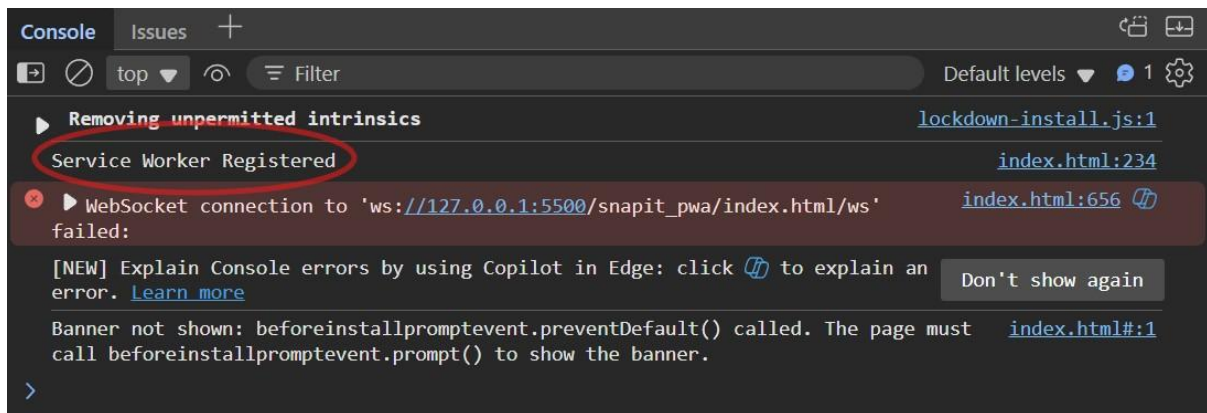 Console Issues
top Filter Default levels 1
Removing unpermitted intrinsics lockdown-install.js:1
Service Worker Registered index.html:234
WebSocket connection to 'ws://127.0.0.1:5500/snapit_pwa/index.html/ws' index.html:656
failed:
[NEW] Explain Console errors by using Copilot in Edge: click to explain an Don't show again
error. Learn more
Banner not shown: beforeinstallpromptevent.preventDefault() called. The page must index.html#:1
call beforeinstallpromptevent.prompt() to show the banner.